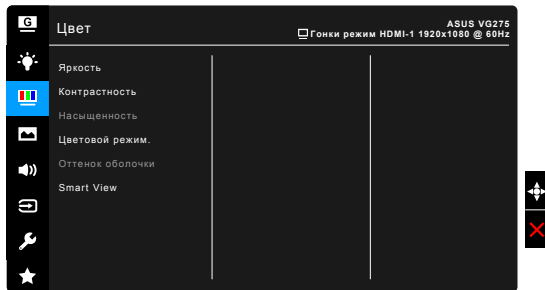 G
Цвет
ASUS VG275
Гонки режим HDMI-1 1920x1080 @ 60Hz
Яркость
Контрастность
Насыщенность
Цветовой режим.
Оттенок оболочки
Smart View